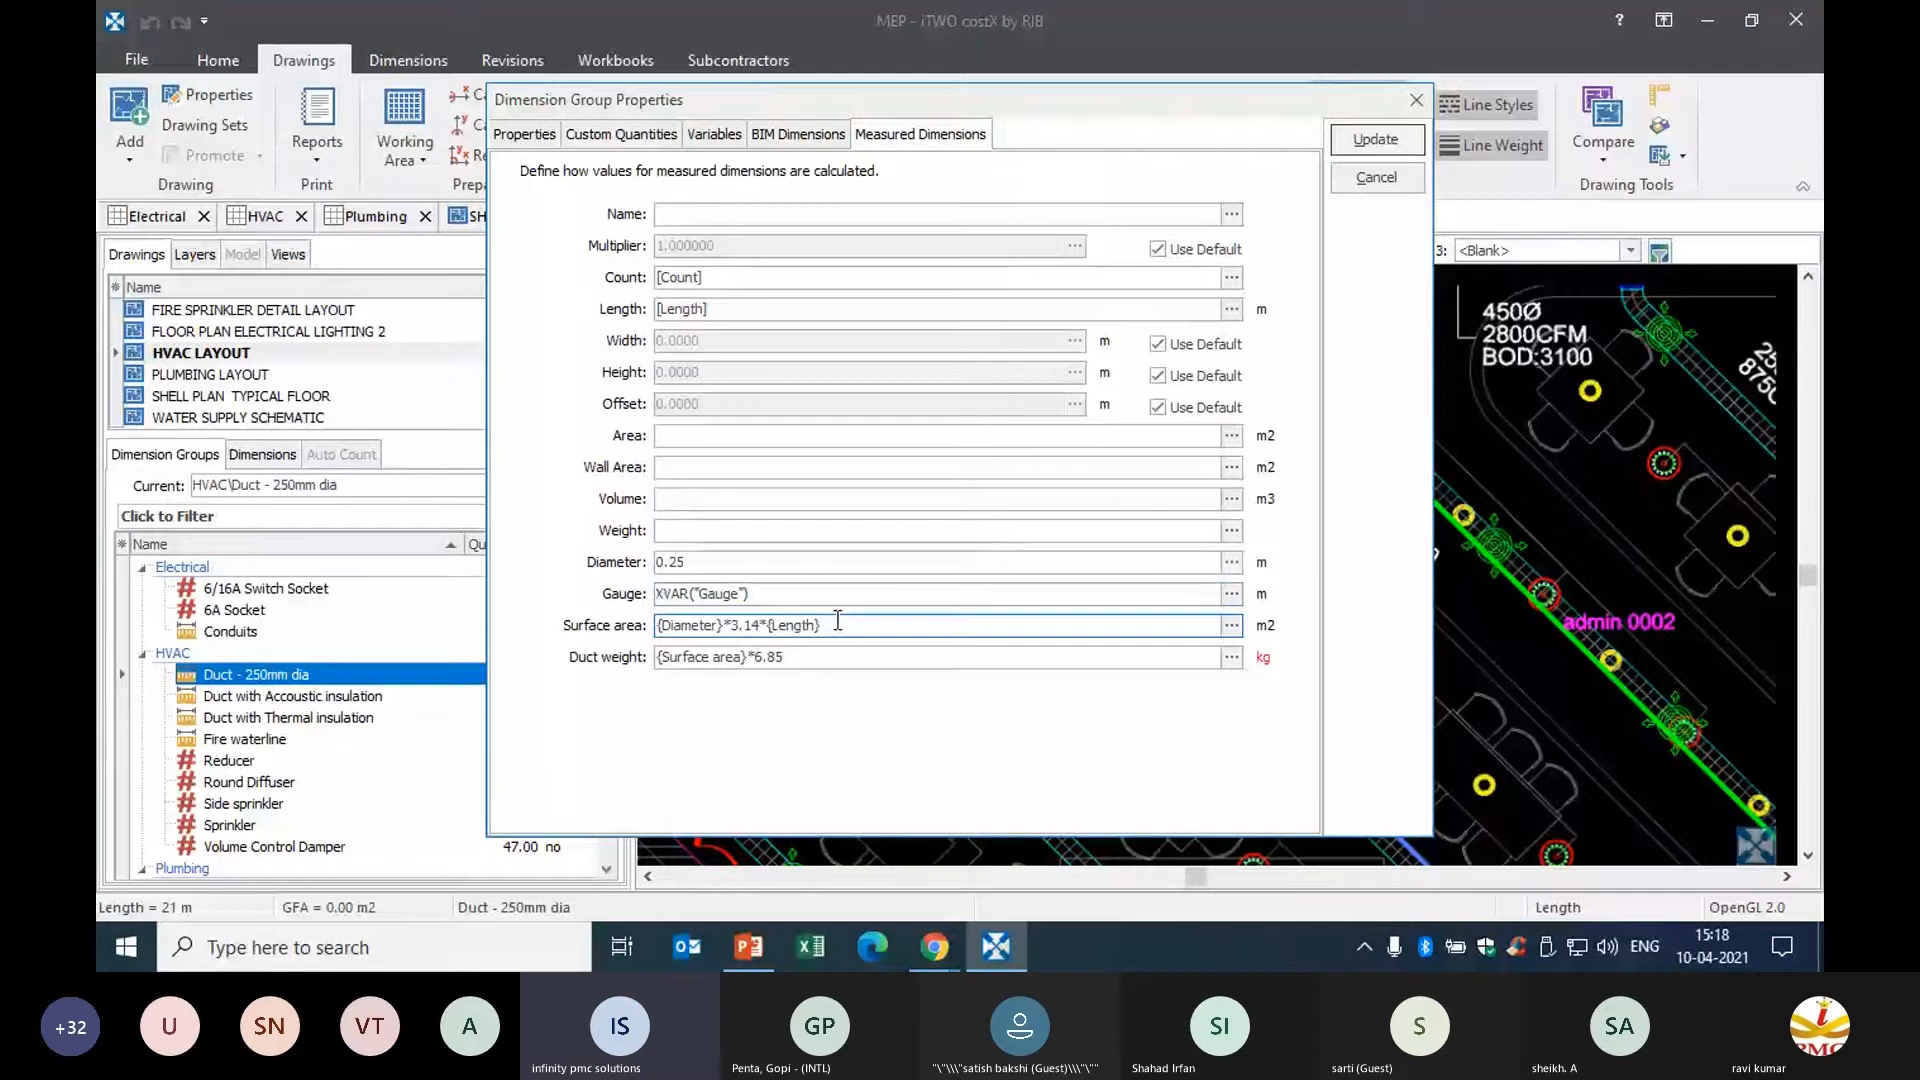 MEP - iTWO costX by RIB
File Home Drawings Dimensions Revisions Workbooks Subcontractors
Add
Properties
Drawing Sets
Promote
Drawing
Reports
Print
Working
Area
Dimension Group Properties
Properties Custom Quantities Variables BIM Dimensions Measured Dimensions
Update
Cancel
Define how values for measured dimensions are calculated.
Name:
Multiplier: 1.000000 Use Default
Count: [Count]
Length: [Length] m
Width: 0.0000 m Use Default
Height: 0.0000 m Use Default
Offset: 0.0000 m Use Default
Area: m2
Wall Area: m2
Volume: m3
Weight:
Diameter: 0.25 m
Gauge: XVAR("Gauge") m
Surface area: {Diameter}*3.14*{Length} m2
Duct weight: {Surface area}*6.85 kg
Line Styles
Line Weight
Compare
Drawing Tools
Electrical HVAC Plumbing
Drawings Layers Model Views
Name
FIRE SPRINKLER DETAIL LAYOUT
FLOOR PLAN ELECTRICAL LIGHTING 2
HVAC LAYOUT
PLUMBING LAYOUT
SHELL PLAN TYPICAL FLOOR
WATER SUPPLY SCHEMATIC
Dimension Groups Dimensions Auto Count
Current: HVAC\Duct - 250mm dia
Click to Filter
Name
Electrical
6/16A Switch Socket
6A Socket
Conduits
HVAC
Duct - 250mm dia
Duct with Accoustic insulation
Duct with Thermal insulation
Fire waterline
Reducer
Round Diffuser
Side sprinkler
Sprinkler
Volume Control Damper 47.00 no
Plumbing
3: <Blank>
450Ø
2800CFM
BOD:3100
admin 0002
Length = 21 m GFA = 0.00 m2 Duct - 250mm dia Length OpenGL 2.0
Type here to search
ENG
15:18
10-04-2021
+32 U SN VT A IS GP SI S SA
infinity pmc solutions
Penta, Gopi - (INTL)
"\"\\\"satish bakshi (Guest)\\\"\""
Shahad Irfan
sarti (Guest)
sheikh. A
ravi kumar